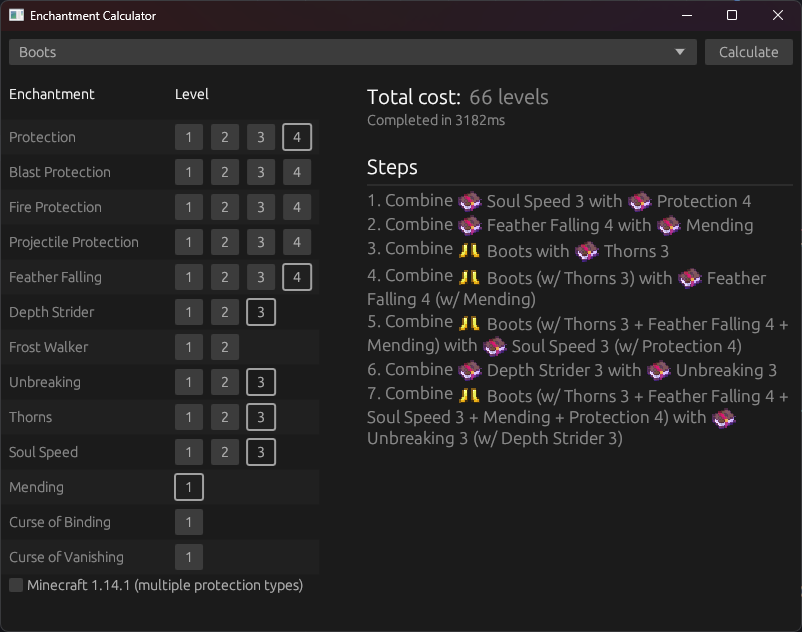 Enchantment Calculator
Boots
Calculate
Enchantment Level
Protection 1 2 3 4
Blast Protection 1 2 3 4
Fire Protection 1 2 3 4
Projectile Protection 1 2 3 4
Feather Falling 1 2 3 4
Depth Strider 1 2 3
Frost Walker 1 2
Unbreaking 1 2 3
Thorns 1 2 3
Soul Speed 1 2 3
Mending 1
Curse of Binding 1
Curse of Vanishing 1
Minecraft 1.14.1 (multiple protection types)
Total cost: 66 levels
Completed in 3182ms
Steps
1. Combine Soul Speed 3 with Protection 4
2. Combine Feather Falling 4 with Mending
3. Combine Boots with Thorns 3
4. Combine Boots (w/ Thorns 3) with Feather
Falling 4 (w/ Mending)
5. Combine Boots (w/ Thorns 3 + Feather Falling 4 +
Mending) with Soul Speed 3 (w/ Protection 4)
6. Combine Depth Strider 3 with Unbreaking 3
7. Combine Boots (w/ Thorns 3 + Feather Falling 4 +
Soul Speed 3 + Mending + Protection 4) with
Unbreaking 3 (w/ Depth Strider 3)